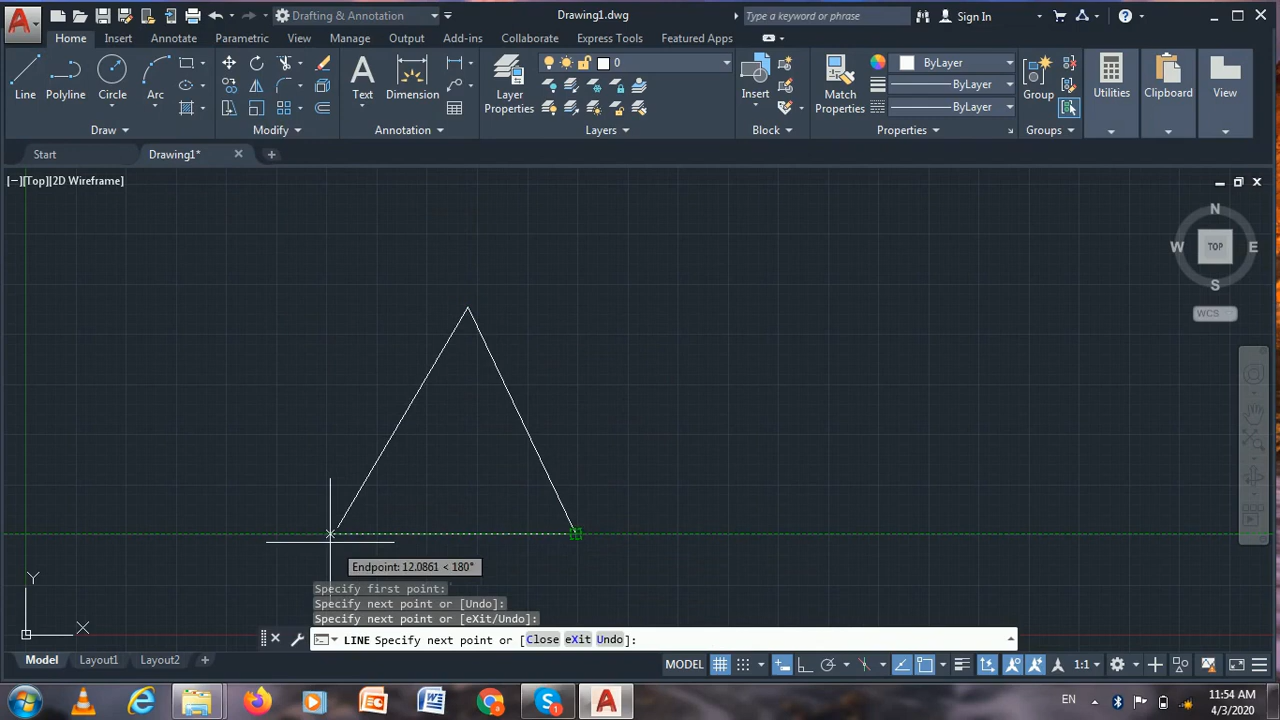 A
Drafting & Annotation
Drawing1.dwg
Type a keyword or phrase
Sign In
?
Home Insert Annotate Parametric View Manage Output Add-ins Collaborate Express Tools Featured Apps
Line Polyline Circle Arc
Text Dimension
Layer Properties
0
Insert
Match Properties
ByLayer
ByLayer
ByLayer
Group
Utilities
Clipboard
View
Draw Modify Annotation Layers Block Properties Groups
Start Drawing1*
[−][Top][2D Wireframe]
N
W TOP E
S
WCS
Endpoint: 12.0861 < 180°
Y
X
Specify first point:
Specify next point or [Undo]:
Specify next point or [eXit/Undo]:
LINE Specify next point or [Close eXit Undo]:
Model Layout1 Layout2 +
MODEL
1:1
EN
11:54 AM
4/3/2020